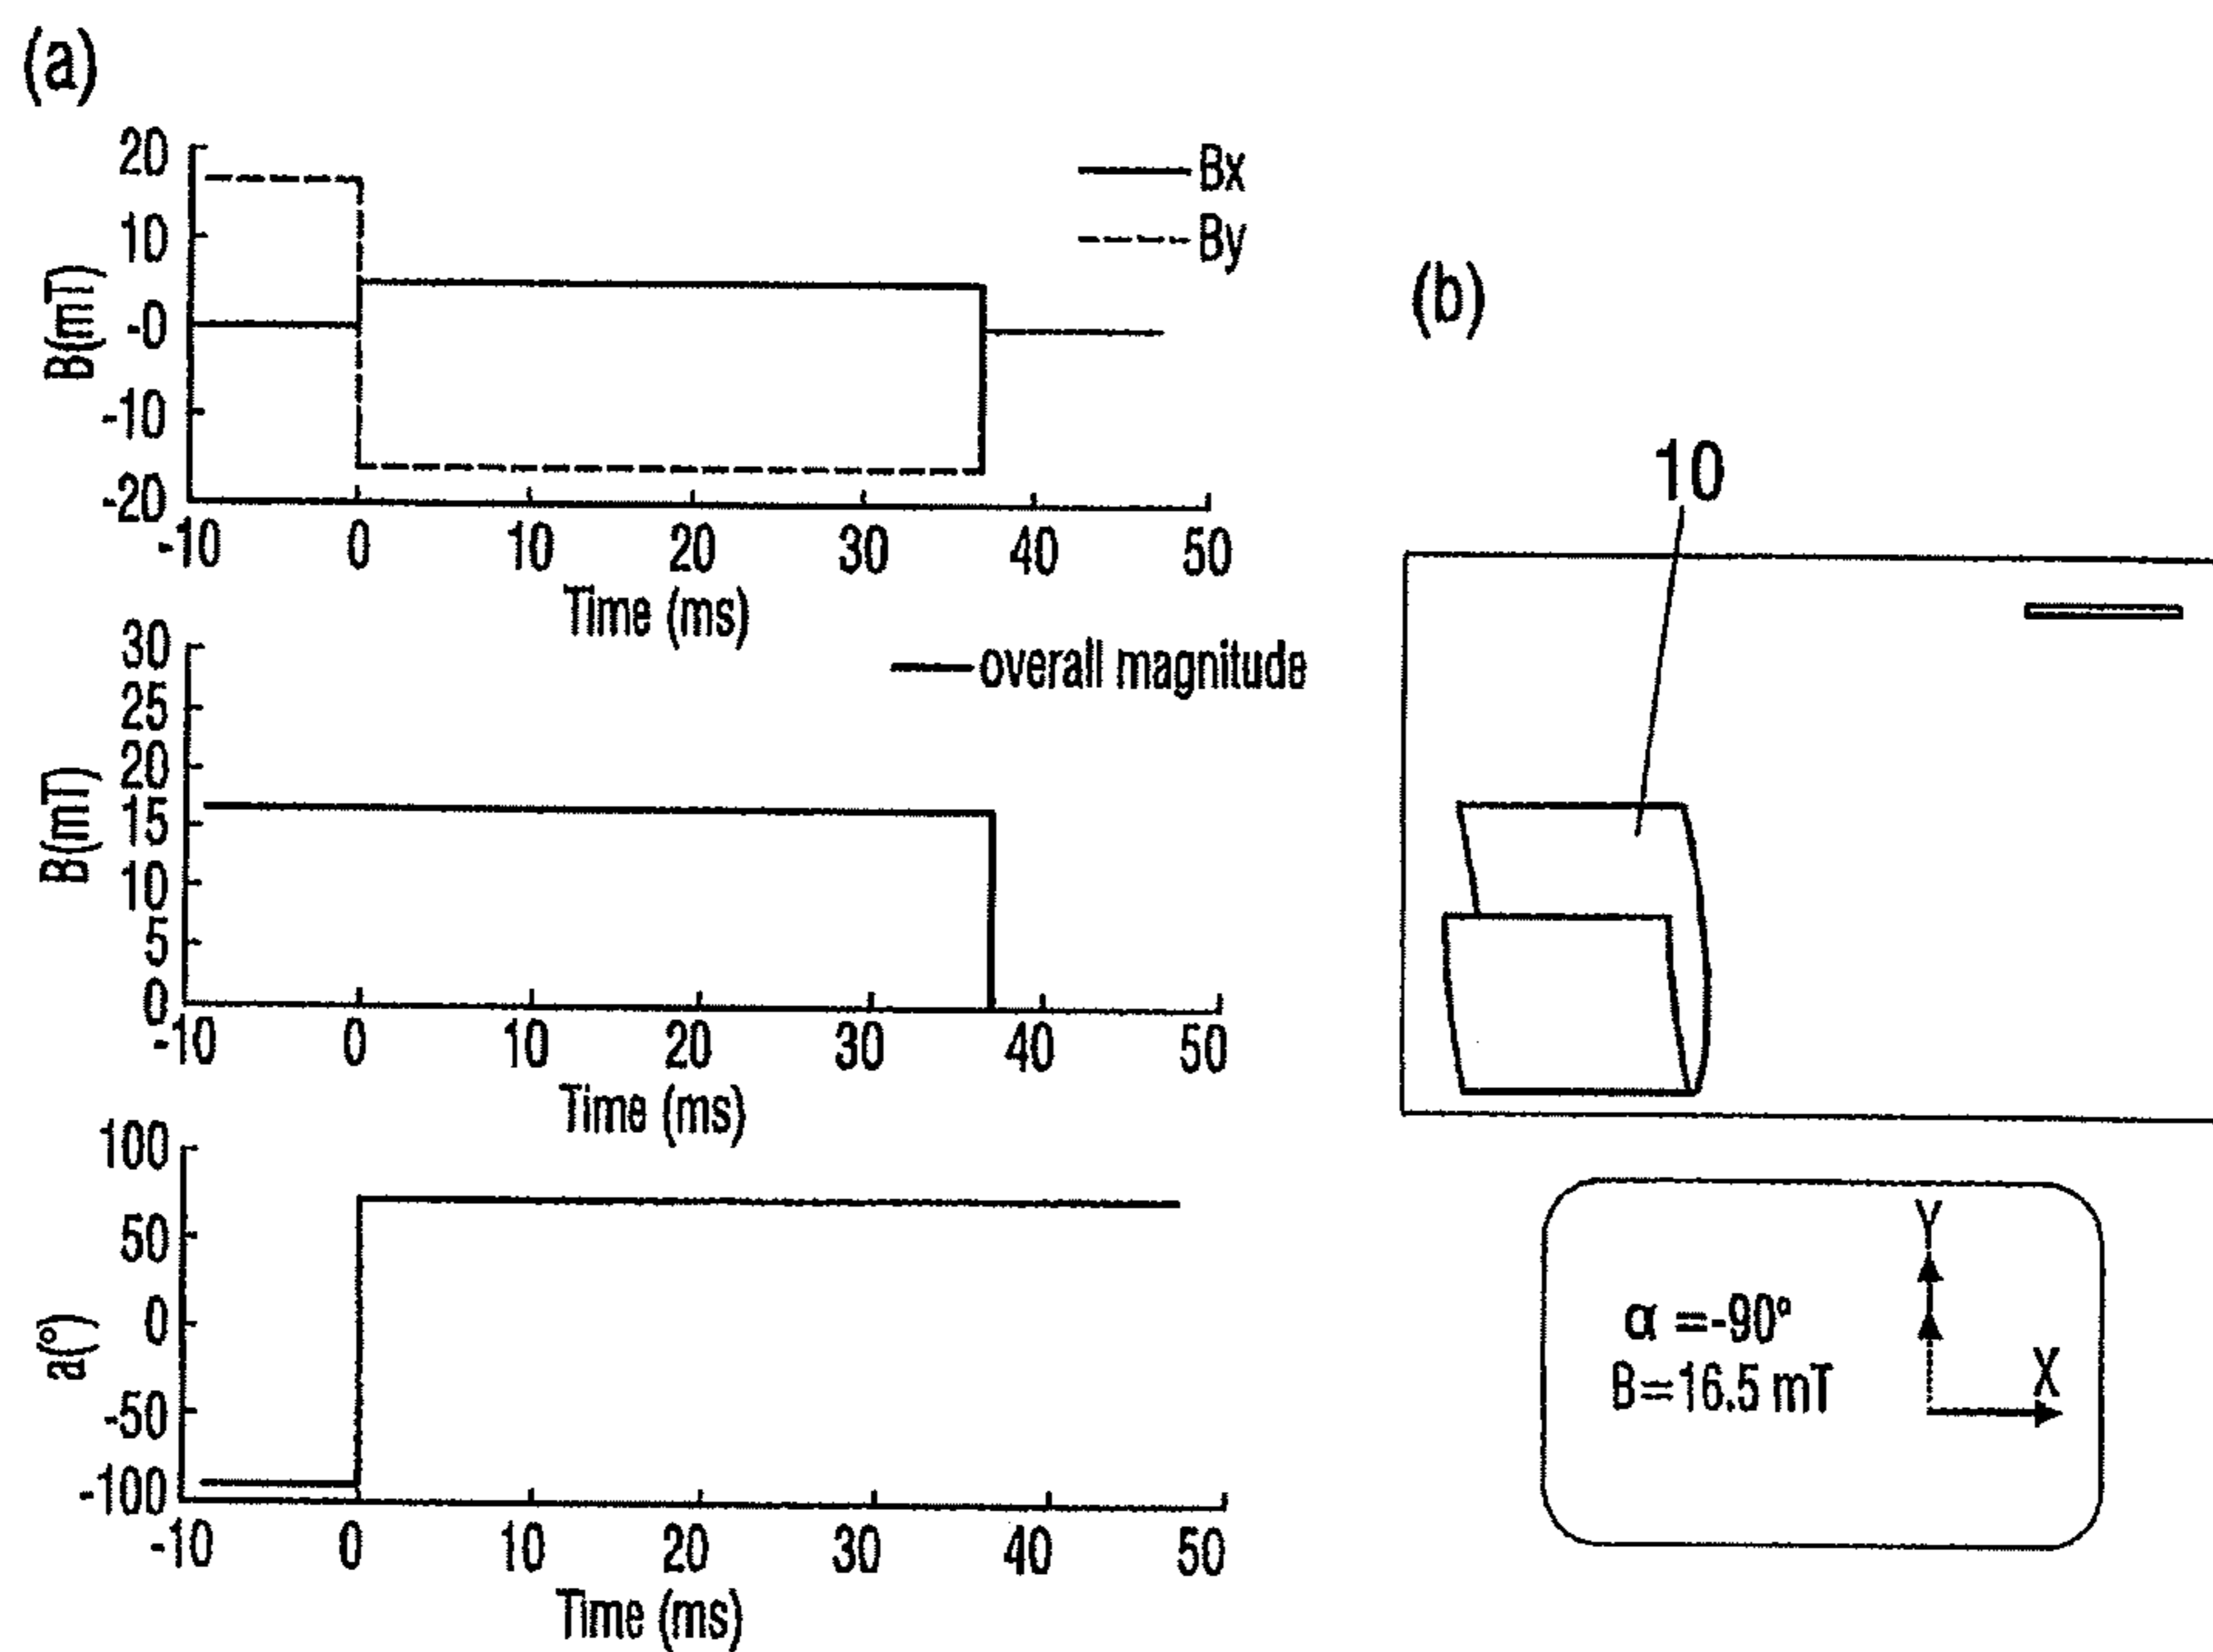 (a)
20
10
-0
-10
-20
B(mT)
Bx
By
-10 0 10 20 30 40 50
Time (ms)
30
25
20
15
10
5
0
B(mT)
overall magnitude
-10 0 10 20 30 40 50
Time (ms)
100
50
0
-50
-100
a(°)
-10 0 10 20 30 40 50
Time (ms)
(b)
10
α =-90°
B=16.5 mT
Y
X